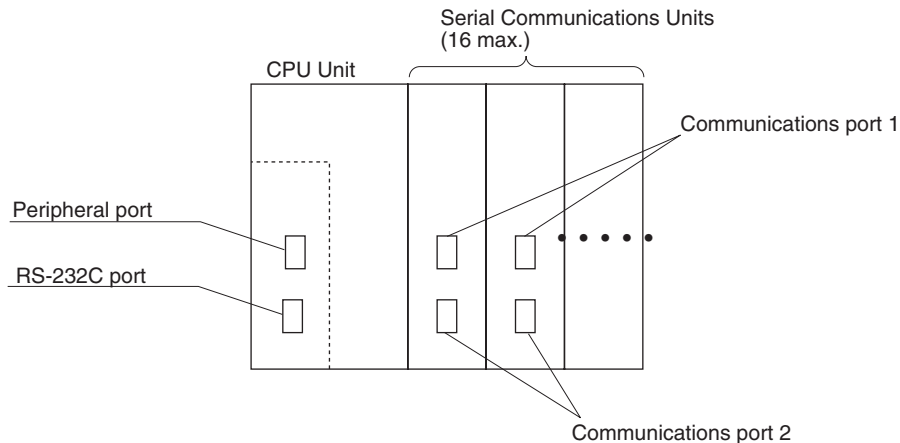 Serial Communications Units
(16 max.)
CPU Unit
Communications port 1
Peripheral port
RS-232C port
Communications port 2